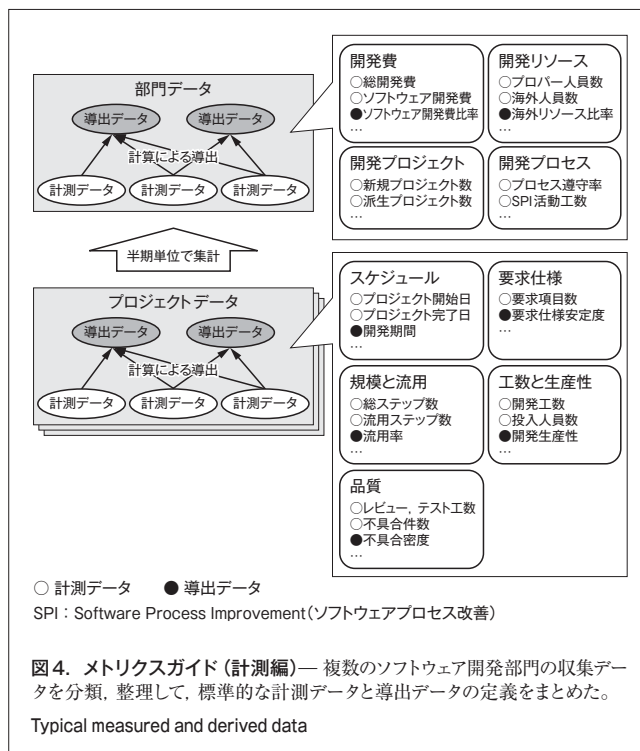 部門データ
導出データ
導出データ
計算による導出
計測データ
計測データ
計測データ
開発費
○総開発費
○ソフトウェア開発費
●ソフトウェア開発費比率
…
開発リソース
○プロパー人員数
○海外人員数
●海外リソース比率
…
開発プロジェクト
○新規プロジェクト数
○派生プロジェクト数
…
開発プロセス
○プロセス遵守率
○SPI活動工数
…
半期単位で集計
プロジェクトデータ
導出データ
導出データ
計算による導出
計測データ
計測データ
計測データ
スケジュール
○プロジェクト開始日
○プロジェクト完了日
●開発期間
…
要求仕様
○要求項目数
●要求仕様安定度
…
規模と流用
○総ステップ数
○流用ステップ数
●流用率
…
工数と生産性
○開発工数
○投入人員数
●開発生産性
…
品質
○レビュー，テスト工数
○不具合件数
●不具合密度
…
○ 計測データ　● 導出データ
SPI：Software Process Improvement（ソフトウェアプロセス改善）
図4．メトリクスガイド（計測編）― 複数のソフトウェア開発部門の収集デー
タを分類，整理して，標準的な計測データと導出データの定義をまとめた。
Typical measured and derived data